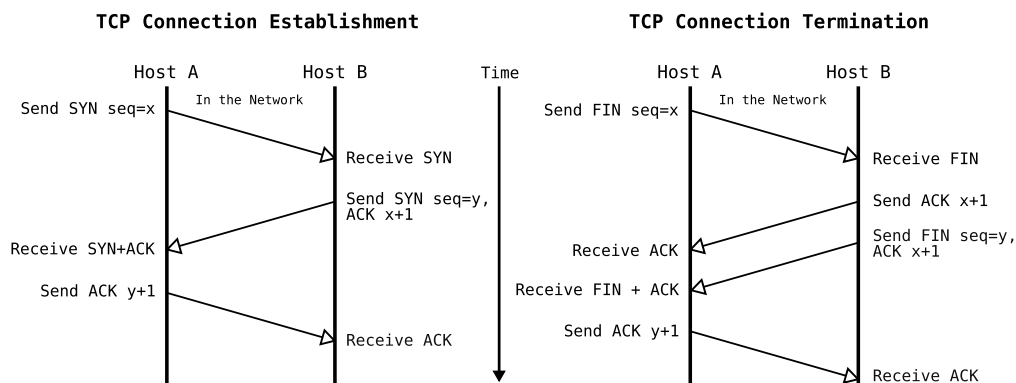 TCP Connection Establishment
Host A
Host B
In the Network
Send SYN seq=x
Receive SYN
Send SYN seq=y,
ACK x+1
Receive SYN+ACK
Send ACK y+1
Receive ACK
Time
TCP Connection Termination
Host A
Host B
In the Network
Send FIN seq=x
Receive FIN
Send ACK x+1
Send FIN seq=y,
ACK x+1
Receive ACK
Receive FIN + ACK
Send ACK y+1
Receive ACK